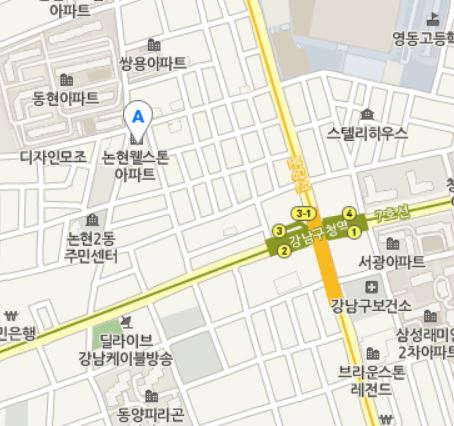 아파트
영동고등학
쌍용아파트
동현아파트
A
스텔리하우스
디자인모조
논현웰스톤
아파트
분당선
3-1
4
7호선
3
강남구청역
1
2
논현2동
주민센터
서광아파트
강남구보건소
민은행
딜라이브
강남케이블방송
삼성래미안
2차아파트
브라운스톤
레전드
동양파라곤